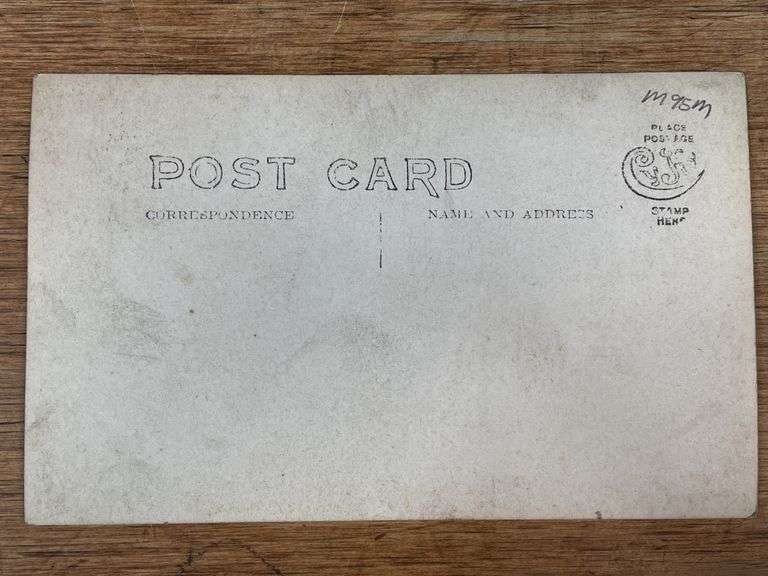 M95M
PLACE
POSTAGE
POST CARD
CORRESPONDENCE
NAME AND ADDRESS
STAMP
HERE